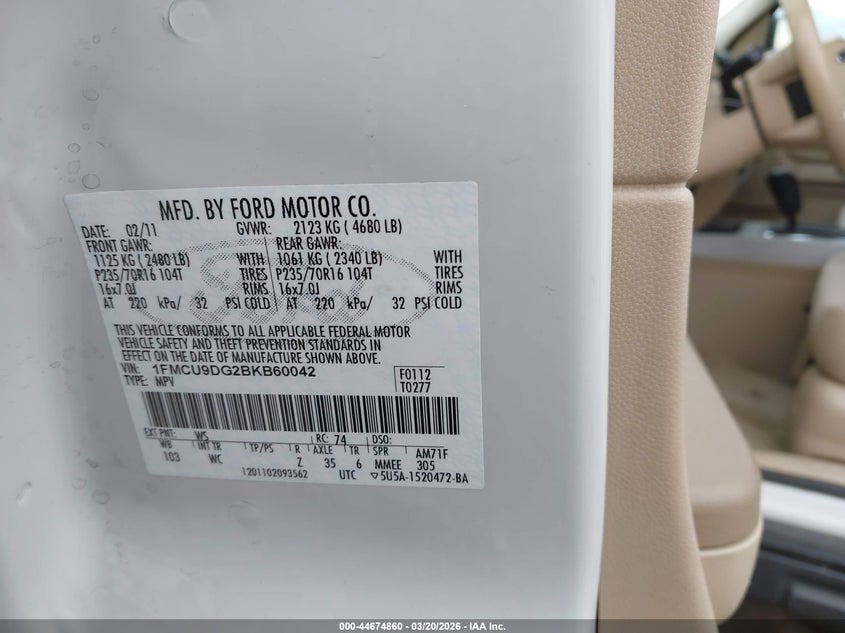 MFD. BY FORD MOTOR CO.
DATE: 02/11 GVWR: 2123 KG ( 4680 LB)
FRONT GAWR: REAR GAWR:
1125 KG ( 2480 LB) WITH 1061 KG ( 2340 LB) WITH
P235/70R16 104T TIRES P235/70R16 104T TIRES
16x7.0J RIMS 16x7.0J RIMS
AT 220 kPa/ 32 PSI COLD AT 220 kPa/ 32 PSI COLD
Ford
THIS VEHICLE CONFORMS TO ALL APPLICABLE FEDERAL MOTOR
VEHICLE SAFETY AND THEFT PREVENTION STANDARDS IN
EFFECT ON THE DATE OF MANUFACTURE SHOWN ABOVE.
VIN: 1FMCU9DG2BKB60042 F0112
TYPE: MPV T0277
EXT PNT: WS RC: 74 DSO:
WB INT TR TP/PS R AXLE TR SPR AM71F
103 WC Z 35 6 MMEE 305
1201102093562 UTC ▽5U5A-1520472-BA
000-44674860 - 03/20/2026 - IAA Inc.